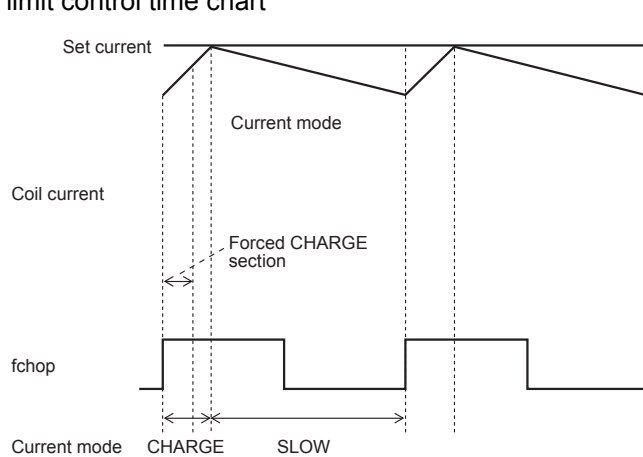 limit control time chart
Set current
Current mode
Coil current
Forced CHARGE
section
fchop
Current mode CHARGE SLOW